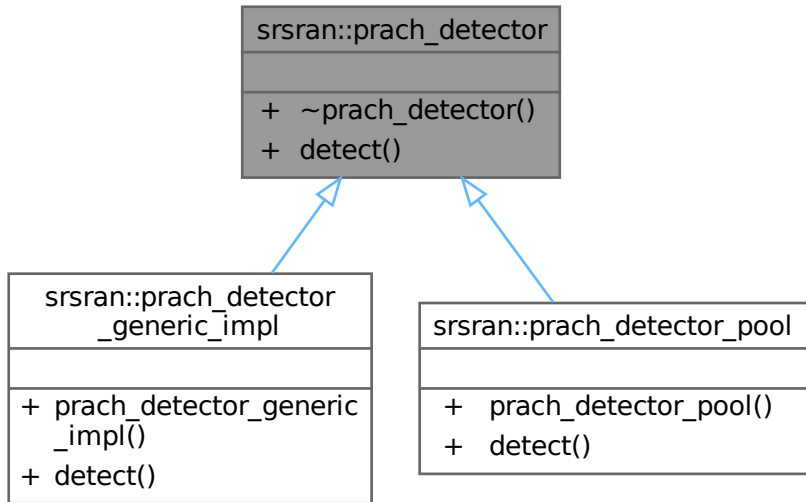 srsran::prach_detector
+ ~prach_detector()
+ detect()
srsran::prach_detector
_generic_impl
+ prach_detector_generic
_impl()
+ detect()
srsran::prach_detector_pool
+ prach_detector_pool()
+ detect()